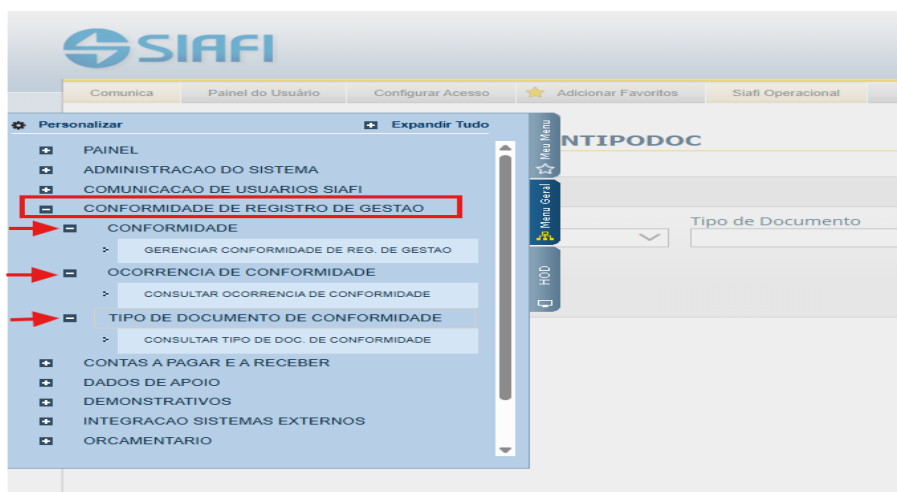 SIAFI
Comunica Painel do Usuário Configurar Acesso Adicionar Favoritos Siafi Operacional
Personalizar Expandir Tudo
PAINEL
ADMINISTRACAO DO SISTEMA
COMUNICACAO DE USUARIOS SIAFI
CONFORMIDADE DE REGISTRO DE GESTAO
CONFORMIDADE
GERENCIAR CONFORMIDADE DE REG. DE GESTAO
OCORRENCIA DE CONFORMIDADE
CONSULTAR OCORRENCIA DE CONFORMIDADE
TIPO DE DOCUMENTO DE CONFORMIDADE
CONSULTAR TIPO DE DOC. DE CONFORMIDADE
CONTAS A PAGAR E A RECEBER
DADOS DE APOIO
DEMONSTRATIVOS
INTEGRACAO SISTEMAS EXTERNOS
ORCAMENTARIO
Meu Menu
Menu Geral
HOD
NTIPODOC
Tipo de Documento